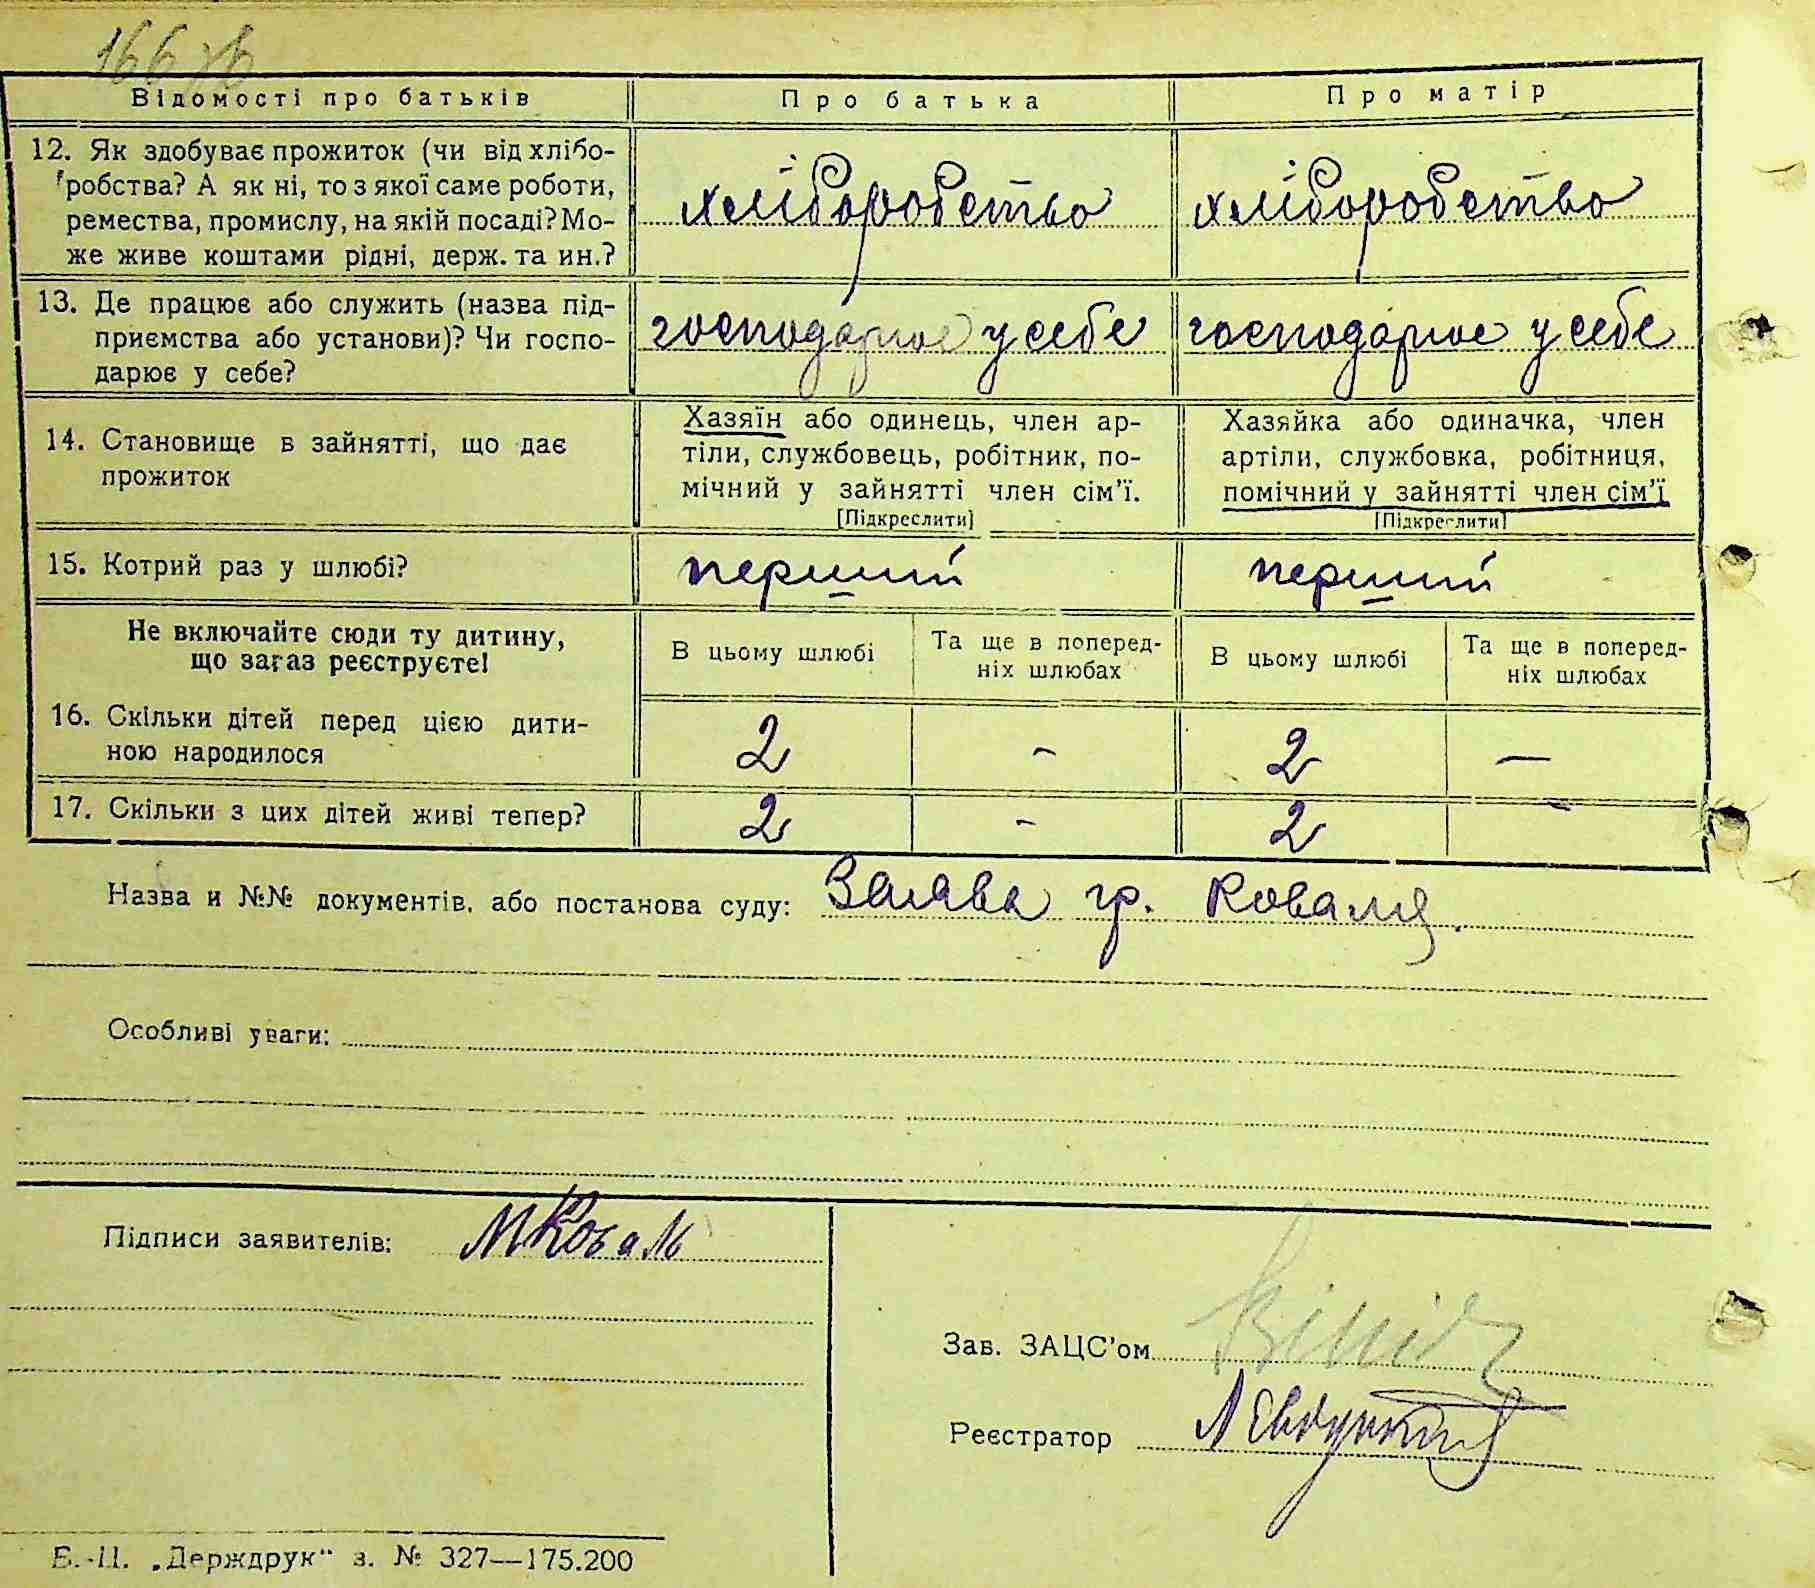 166зв
Відомості про батьків
Про батька
Про матір
12. Як здобуває прожиток (чи від хлібо-
робства? А як ні, то з якої саме роботи,
ремества, промислу, на якій посаді? Мо-
же живе коштами рідні, держ. та ин.?
хліборобство
хліборобство
13. Де працює або служить (назва під-
приємства або установи)? Чи госпо-
дарює у себе?
господарює у себе
господарює у себе
14. Становище в зайнятті, що дає
прожиток
Хазяїн або одинець, член ар-
тіли, службовець, робітник, по-
мічний у зайнятті член сім'ї.
[Підкреслити]
Хазяйка або одиначка, член
артіли, службовка, робітниця,
помічний у зайнятті член сім'ї
[Підкреслити]
15. Котрий раз у шлюбі?
перший
перший
Не включайте сюди ту дитину,
що зараз реєструєте!
В цьому шлюбі
Та ще в поперед-
ніх шлюбах
В цьому шлюбі
Та ще в поперед-
ніх шлюбах
16. Скільки дітей перед цією дити-
ною народилося
2
-
2
—
17. Скільки з цих дітей живі тепер?
2
-
2
-
Назва и №№ документів, або постанова суду: Заява гр. Коваля.
Особливі уваги:
Підписи заявителів: МКоваль
Зав. ЗАЦС'ом
Реєстратор
Б.-Ц. „Держдрук“ з. № 327—175.200